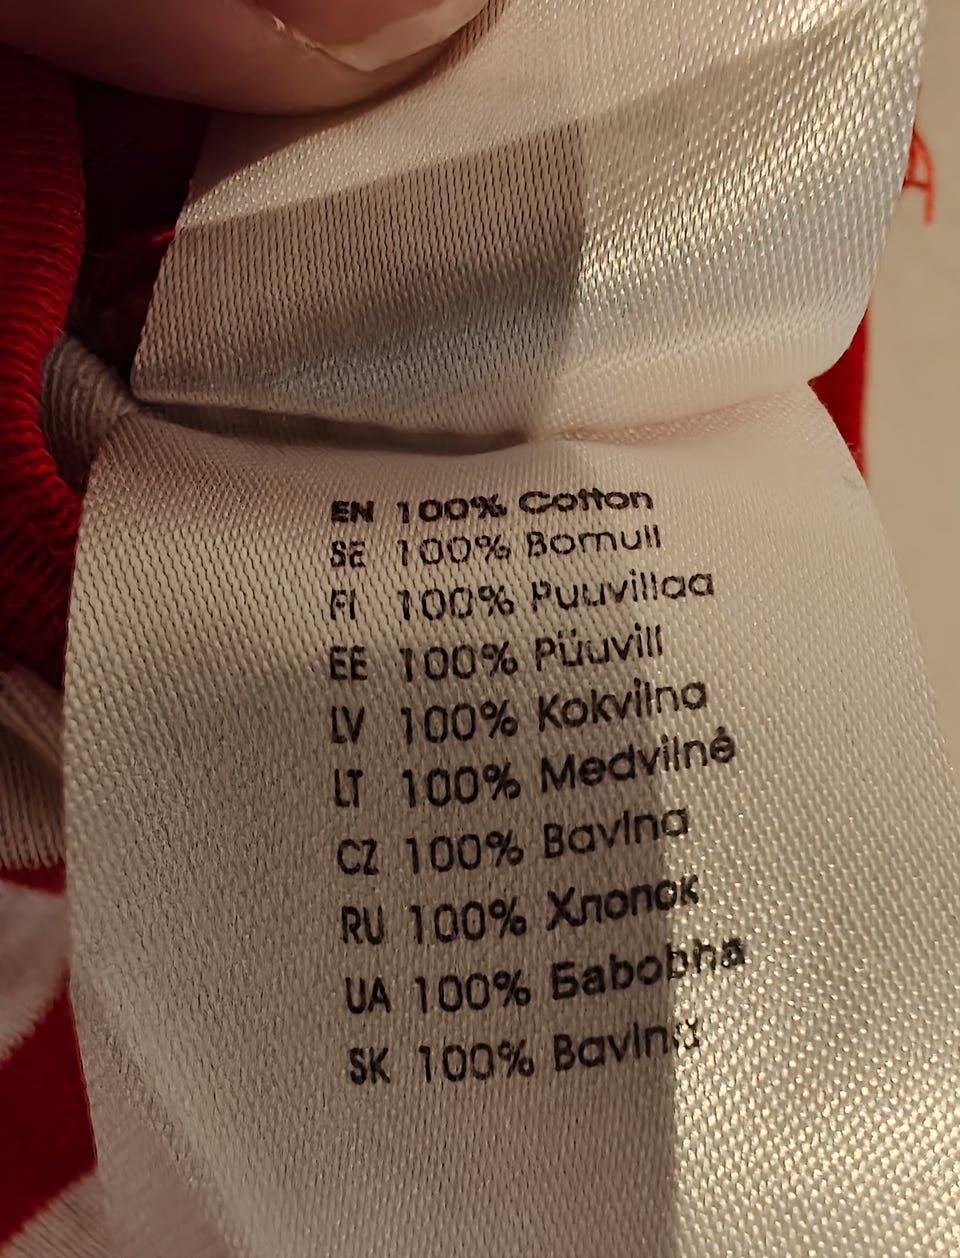 EN 100% Cotton
SE 100% Bomull
FI 100% Puuvillaa
EE 100% Püuvill
LV 100% Kokvilna
LT 100% Medvilnė
CZ 100% Bavlna
RU 100% Хлопок
UA 100% Бавовна
SK 100% Bavlna